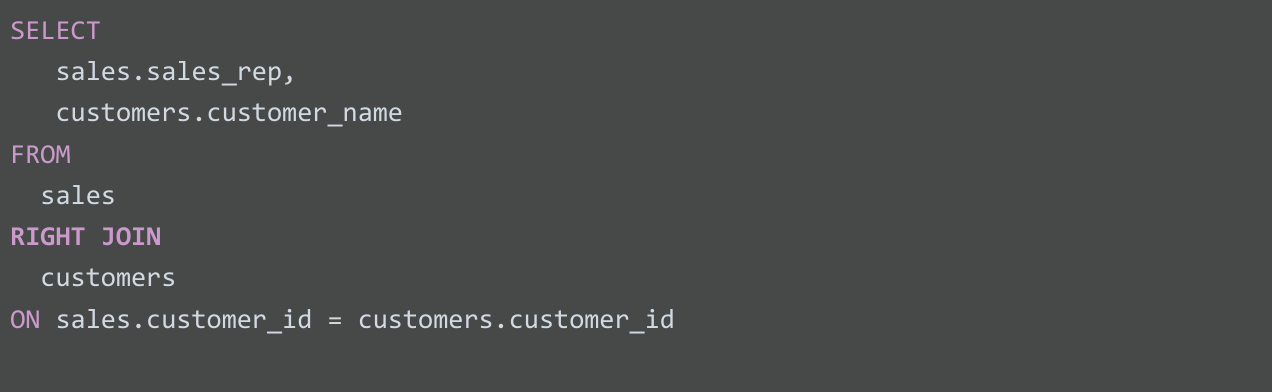 SELECT
sales.sales_rep,
customers.customer_name
FROM
sales
RIGHT JOIN
customers
ON sales.customer_id = customers.customer_id